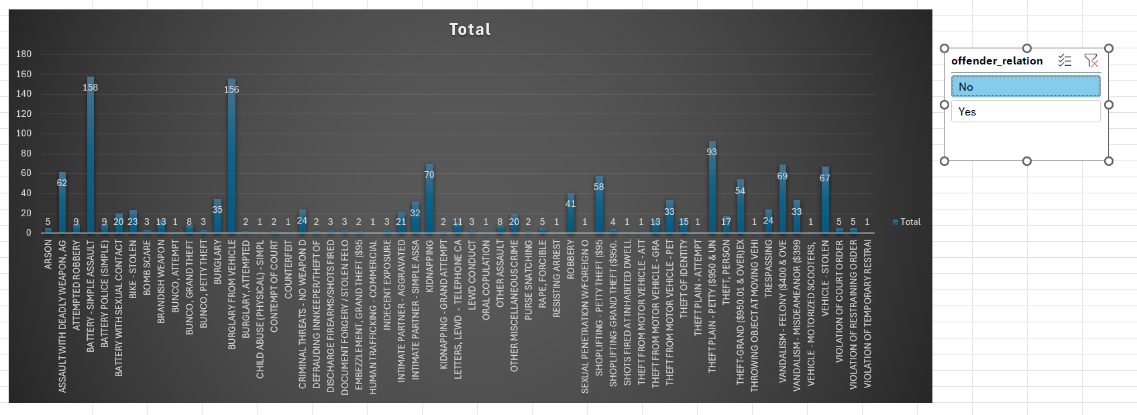 Total
180
160
140
120
100
80
60
40
20
0
5
62
9
158
9
20
23
3
13
1
8
3
35
156
2
1
2
1
24
2
3
3
2
1
3
21
32
70
2
11
3
1
8
20
2
5
1
41
1
58
4
1
1
13
33
15
1
93
17
54
1
24
69
33
1
67
5
5
1
ARSON
ASSAULT WITH DEADLY WEAPON, AG
ATTEMPTED ROBBERY
BATTERY - SIMPLE ASSAULT
BATTERY POLICE (SIMPLE)
BATTERY WITH SEXUAL CONTACT
BIKE - STOLEN
BOMB SCARE
BRANDISH WEAPON
BUNCO, ATTEMPT
BUNCO, GRAND THEFT
BUNCO, PETTY THEFT
BURGLARY
BURGLARY FROM VEHICLE
BURGLARY, ATTEMPTED
CHILD ABUSE (PHYSICAL) - SIMPL
CONTEMPT OF COURT
COUNTERFEIT
CRIMINAL THREATS - NO WEAPON D
DEFRAUDING INNKEEPER/THEFT OF
DISCHARGE FIREARMS/SHOTS FIRED
DOCUMENT FORGERY / STOLEN FELO
EMBEZZLEMENT, GRAND THEFT ($95
HUMAN TRAFFICKING - COMMERCIAL
INDECENT EXPOSURE
INTIMATE PARTNER - AGGRAVATED
INTIMATE PARTNER - SIMPLE ASSA
KIDNAPPING
KIDNAPPING - GRAND ATTEMPT
LETTERS, LEWD - TELEPHONE CA
LEWD CONDUCT
ORAL COPULATION
OTHER ASSAULT
OTHER MISCELLANEOUS CRIME
PURSE SNATCHING
RAPE, FORCIBLE
RESISTING ARREST
ROBBERY
SEXUAL PENETRATION W/FOREIGN O
SHOPLIFTING - PETTY THEFT ($95
SHOPLIFTING-GRAND THEFT ($950.
SHOTS FIRED AT INHABITED DWELL
THEFT FROM MOTOR VEHICLE - ATT
THEFT FROM MOTOR VEHICLE - GRA
THEFT FROM MOTOR VEHICLE - PET
THEFT OF IDENTITY
THEFT PLAIN - ATTEMPT
THEFT PLAIN - PETTY ($950 & UN
THEFT, PERSON
THEFT-GRAND ($950.01 & OVER)EX
THROWING OBJECT AT MOVING VEHI
TRESPASSING
VANDALISM - FELONY ($400 & OVE
VANDALISM - MISDEAMEANOR ($399
VEHICLE - MOTORIZED SCOOTERS,
VEHICLE - STOLEN
VIOLATION OF COURT ORDER
VIOLATION OF RESTRAINING ORDER
VIOLATION OF TEMPORARY RESTRAI
Total
offender_relation
No
Yes